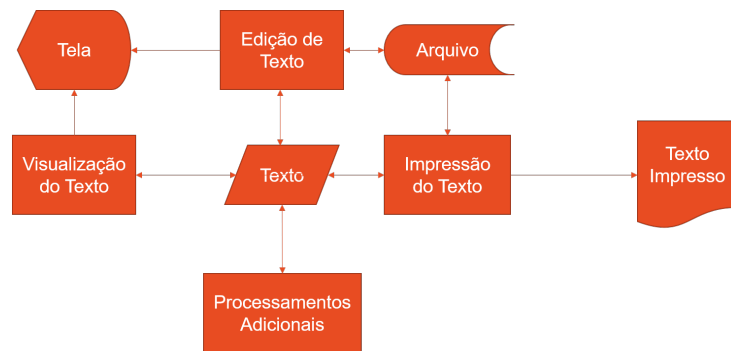 Tela
Edição de
Texto
Arquivo
Visualização
do Texto
Texto
Impressão
do Texto
Texto
Impresso
Processamentos
Adicionais